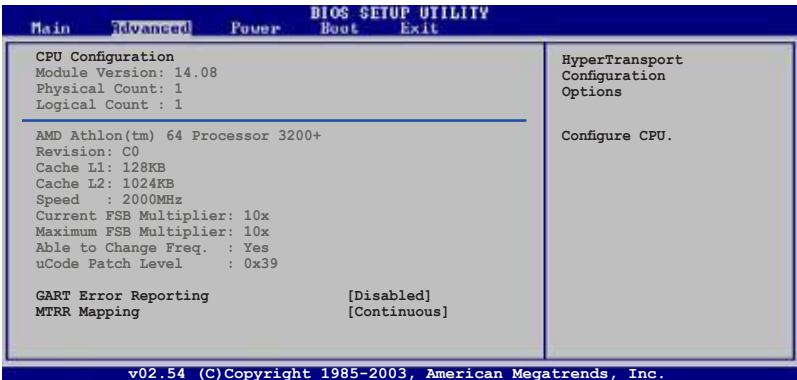 BIOS SETUP UTILITY
Main Advanced Power Boot Exit
CPU Configuration
Module Version: 14.08
Physical Count: 1
Logical Count : 1
AMD Athlon(tm) 64 Processor 3200+
Revision: C0
Cache L1: 128KB
Cache L2: 1024KB
Speed : 2000MHz
Current FSB Multiplier: 10x
Maximum FSB Multiplier: 10x
Able to Change Freq. : Yes
uCode Patch Level : 0x39
GART Error Reporting [Disabled]
MTRR Mapping [Continuous]
HyperTransport
Configuration
Options
Configure CPU.
v02.54 (C)Copyright 1985-2003, American Megatrends, Inc.